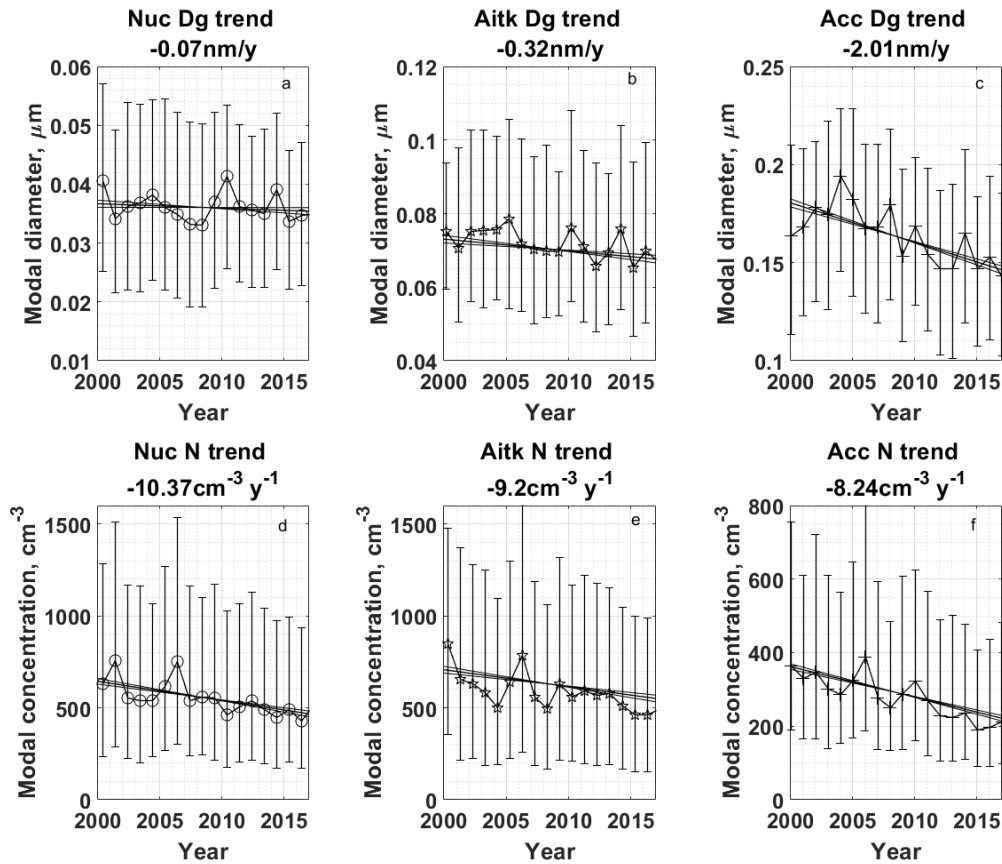 Nuc Dg trend
-0.07nm/y
0.06
0.05
0.04
0.03
0.02
0.01
Modal diameter, μm
a
2000 2005 2010 2015
Year
Aitk Dg trend
-0.32nm/y
0.12
0.1
0.08
0.06
0.04
Modal diameter, μm
b
2000 2005 2010 2015
Year
Acc Dg trend
-2.01nm/y
0.25
0.2
0.15
0.1
Modal diameter, μm
c
2000 2005 2010 2015
Year
Nuc N trend
-10.37cm⁻³ y⁻¹
1500
1000
500
0
Modal concentration, cm⁻³
d
2000 2005 2010 2015
Year
Aitk N trend
-9.2cm⁻³ y⁻¹
1500
1000
500
0
Modal concentration, cm⁻³
e
2000 2005 2010 2015
Year
Acc N trend
-8.24cm⁻³ y⁻¹
800
600
400
200
0
Modal concentration, cm⁻³
f
2000 2005 2010 2015
Year